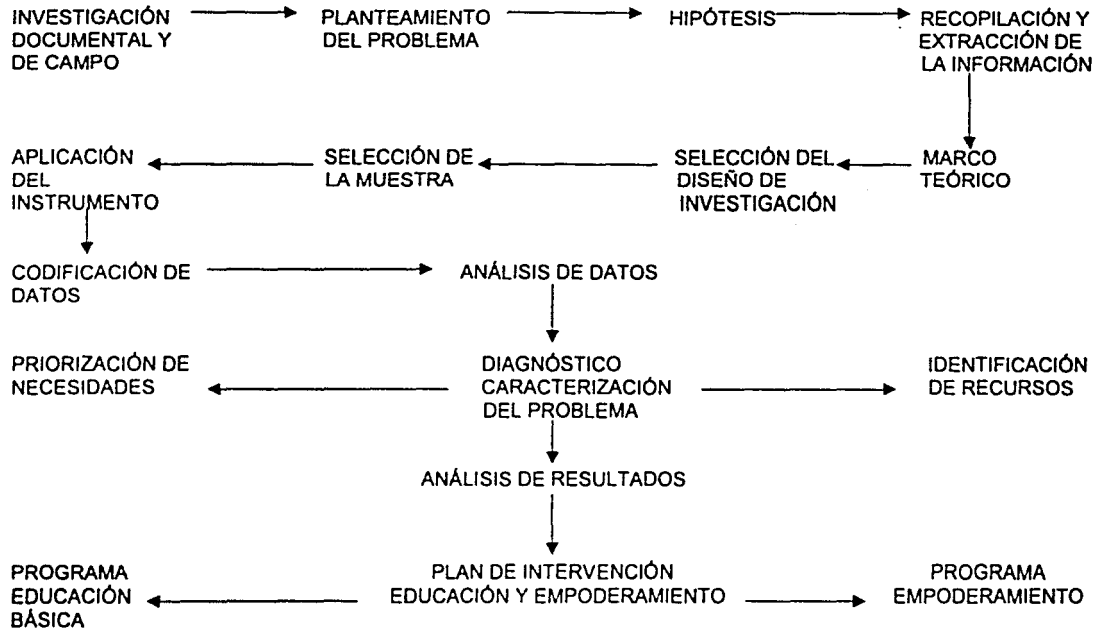 INVESTIGACIÓN
DOCUMENTAL Y
DE CAMPO
PLANTEAMIENTO
DEL PROBLEMA
HIPÓTESIS
RECOPILACIÓN Y
EXTRACCIÓN DE
LA INFORMACIÓN
MARCO
TEÓRICO
SELECCIÓN DEL
DISEÑO DE
INVESTIGACIÓN
SELECCIÓN DE
LA MUESTRA
APLICACIÓN
DEL
INSTRUMENTO
CODIFICACIÓN DE
DATOS
ANÁLISIS DE DATOS
DIAGNÓSTICO
CARACTERIZACIÓN
DEL PROBLEMA
PRIORIZACIÓN DE
NECESIDADES
IDENTIFICACIÓN
DE RECURSOS
ANÁLISIS DE RESULTADOS
PLAN DE INTERVENCIÓN
EDUCACIÓN Y EMPODERAMIENTO
PROGRAMA
EDUCACIÓN
BÁSICA
PROGRAMA
EMPODERAMIENTO